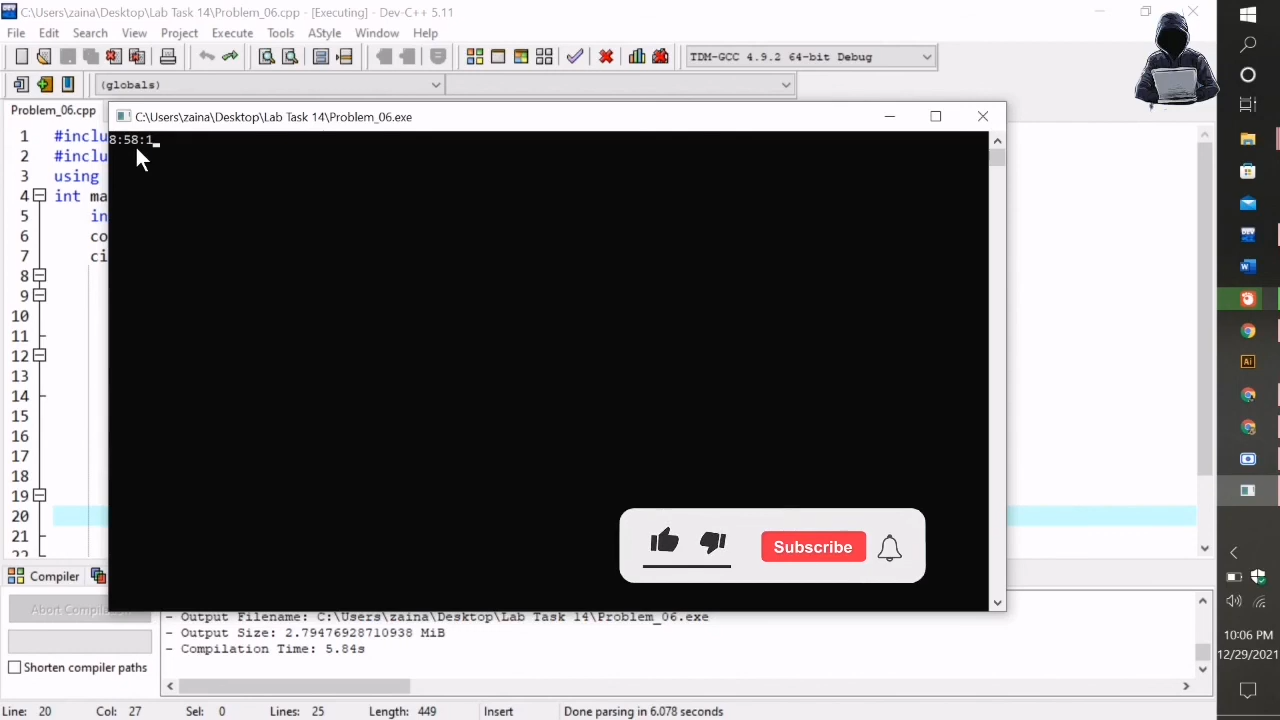 C:\Users\zaina\Desktop\Lab Task 14\Problem_06.cpp - [Executing] - Dev-C++ 5.11
File Edit Search View Project Execute Tools AStyle Window Help
TDM-GCC 4.9.2 64-bit Debug
(globals)
Problem_06.cpp
C:\Users\zaina\Desktop\Lab Task 14\Problem_06.exe
8:58:1
1 #inclu
2 #inclu
3 using
4 int ma
5 in
6 co
7 ci
8
9
10
11
12
13
14
15
16
17
18
19
20
21
22
Subscribe
Compiler
Abort Compil
Shorten compiler paths
- Output Filename: C:\Users\zaina\Desktop\Lab Task 14\Problem_06.exe
- Output Size: 2.79476928710938 MiB
- Compilation Time: 5.84s
Line: 20 Col: 27 Sel: 0 Lines: 25 Length: 449 Insert Done parsing in 6.078 seconds
Ai
10:06 PM
12/29/2021